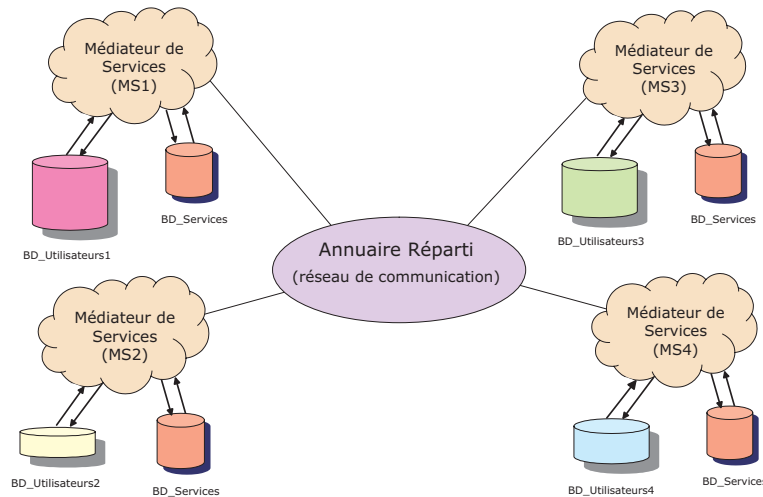 Médiateur de
Services
(MS1)
BD_Services
BD_Utilisateurs1
Médiateur de
Services
(MS3)
BD_Services
BD_Utilisateurs3
Annuaire Réparti
(réseau de communication)
Médiateur de
Services
(MS2)
BD_Utilisateurs2
BD_Services
Médiateur de
Services
(MS4)
BD_Utilisateurs4
BD_Services